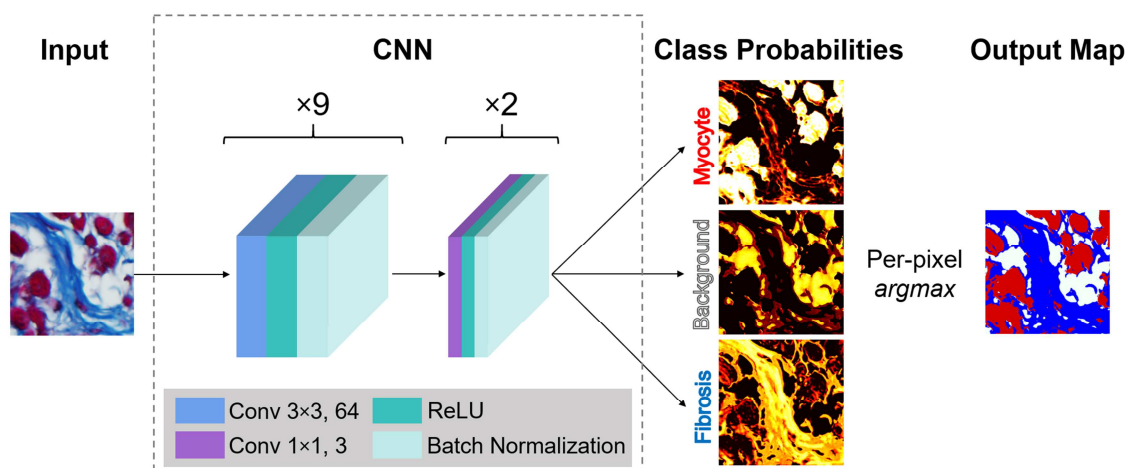 Input
CNN
Class Probabilities
Output Map
×9
×2
Myocyte
Background
Fibrosis
Per-pixel
argmax
Conv 3×3, 64
ReLU
Conv 1×1, 3
Batch Normalization